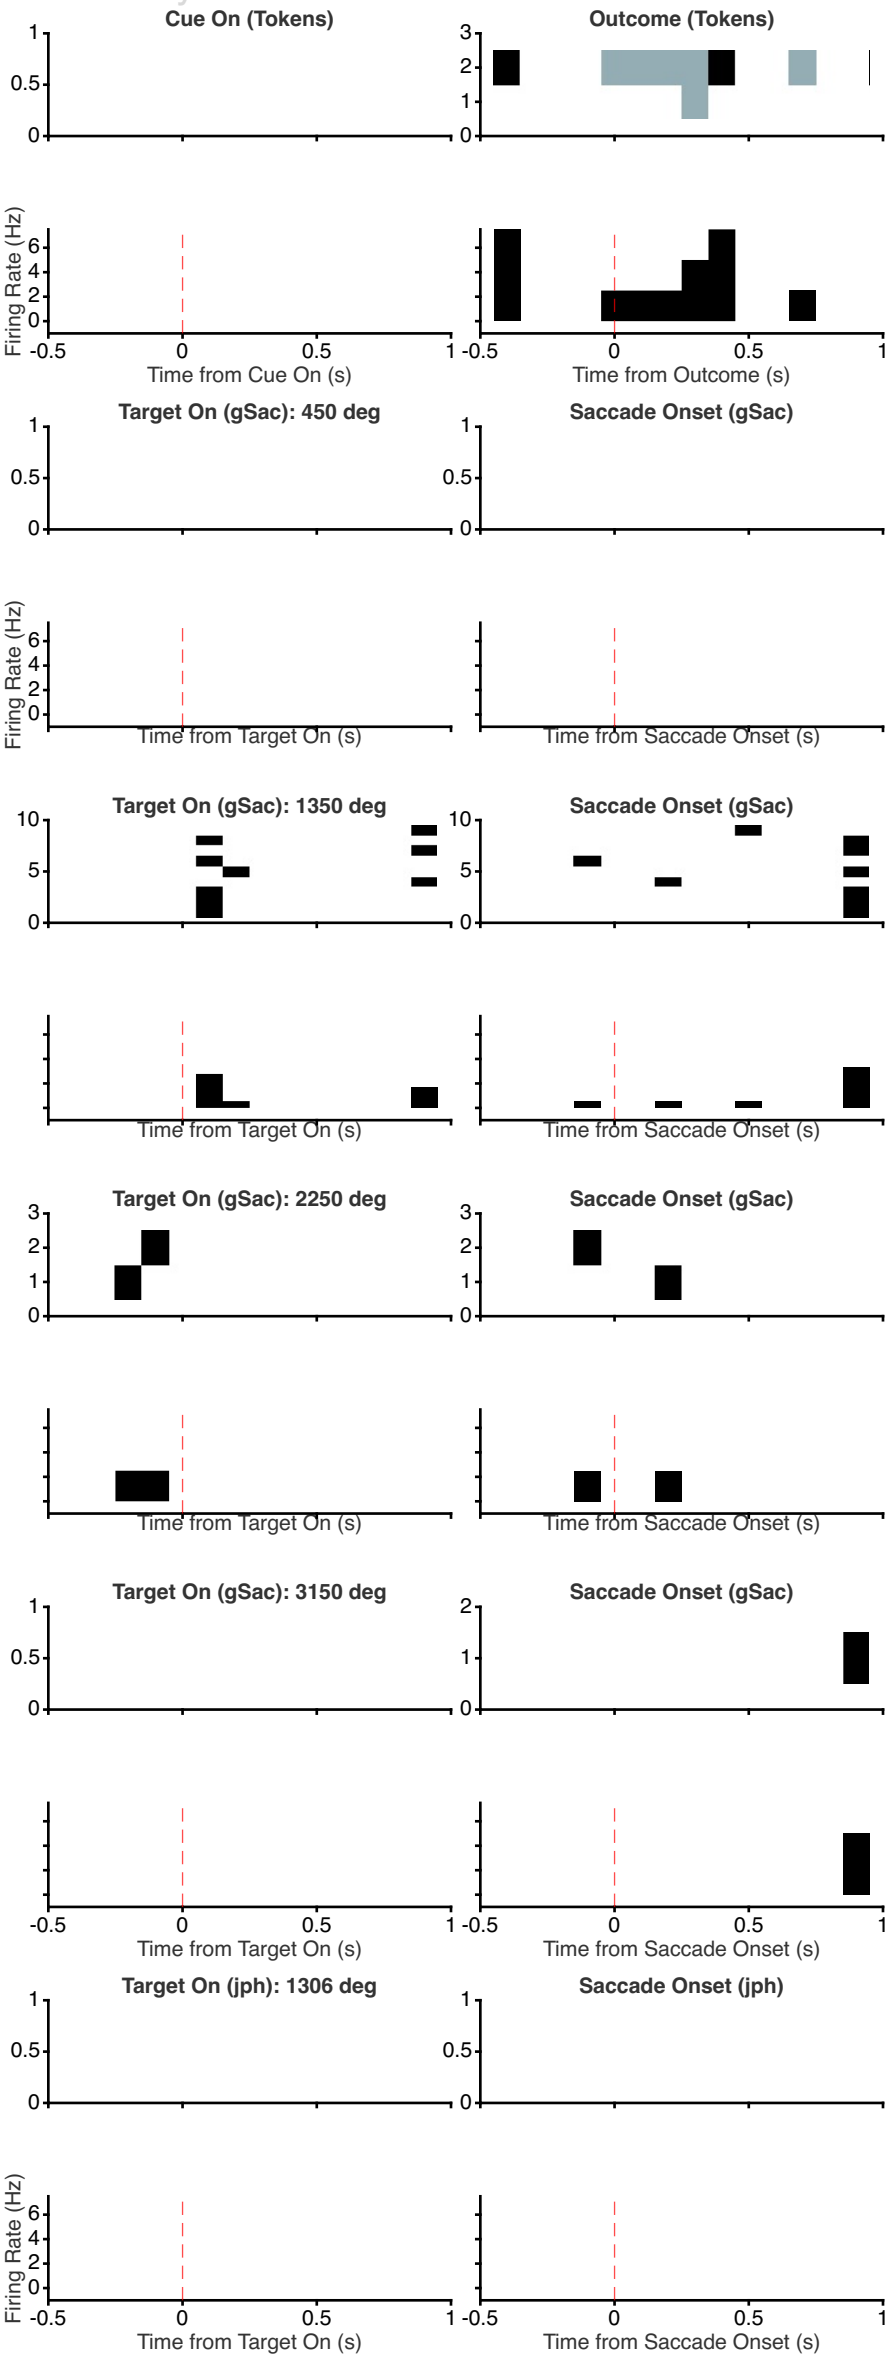 Cue On (Tokens)
Outcome (Tokens)
1
0.5
0
3
2
1
0
Firing Rate (Hz)
6
4
2
0
6
4
2
0
-0.5 0 0.5 1
-0.5 0 0.5 1
Time from Cue On (s)
Time from Outcome (s)
Target On (gSac): 450 deg
Saccade Onset (gSac)
1
0.5
0
1
0.5
0
Firing Rate (Hz)
6
4
2
0
Time from Target On (s)
Time from Saccade Onset (s)
Target On (gSac): 1350 deg
Saccade Onset (gSac)
10
5
0
10
5
0
Time from Target On (s)
Time from Saccade Onset (s)
Target On (gSac): 2250 deg
Saccade Onset (gSac)
3
2
1
0
3
2
1
0
Time from Target On (s)
Time from Saccade Onset (s)
Target On (gSac): 3150 deg
Saccade Onset (gSac)
1
0.5
0
2
1
0
-0.5 0 0.5 1
-0.5 0 0.5 1
Time from Target On (s)
Time from Saccade Onset (s)
Target On (jph): 1306 deg
Saccade Onset (jph)
1
0.5
0
1
0.5
0
Firing Rate (Hz)
6
4
2
0
-0.5 0 0.5 1
-0.5 0 0.5 1
Time from Target On (s)
Time from Saccade Onset (s)